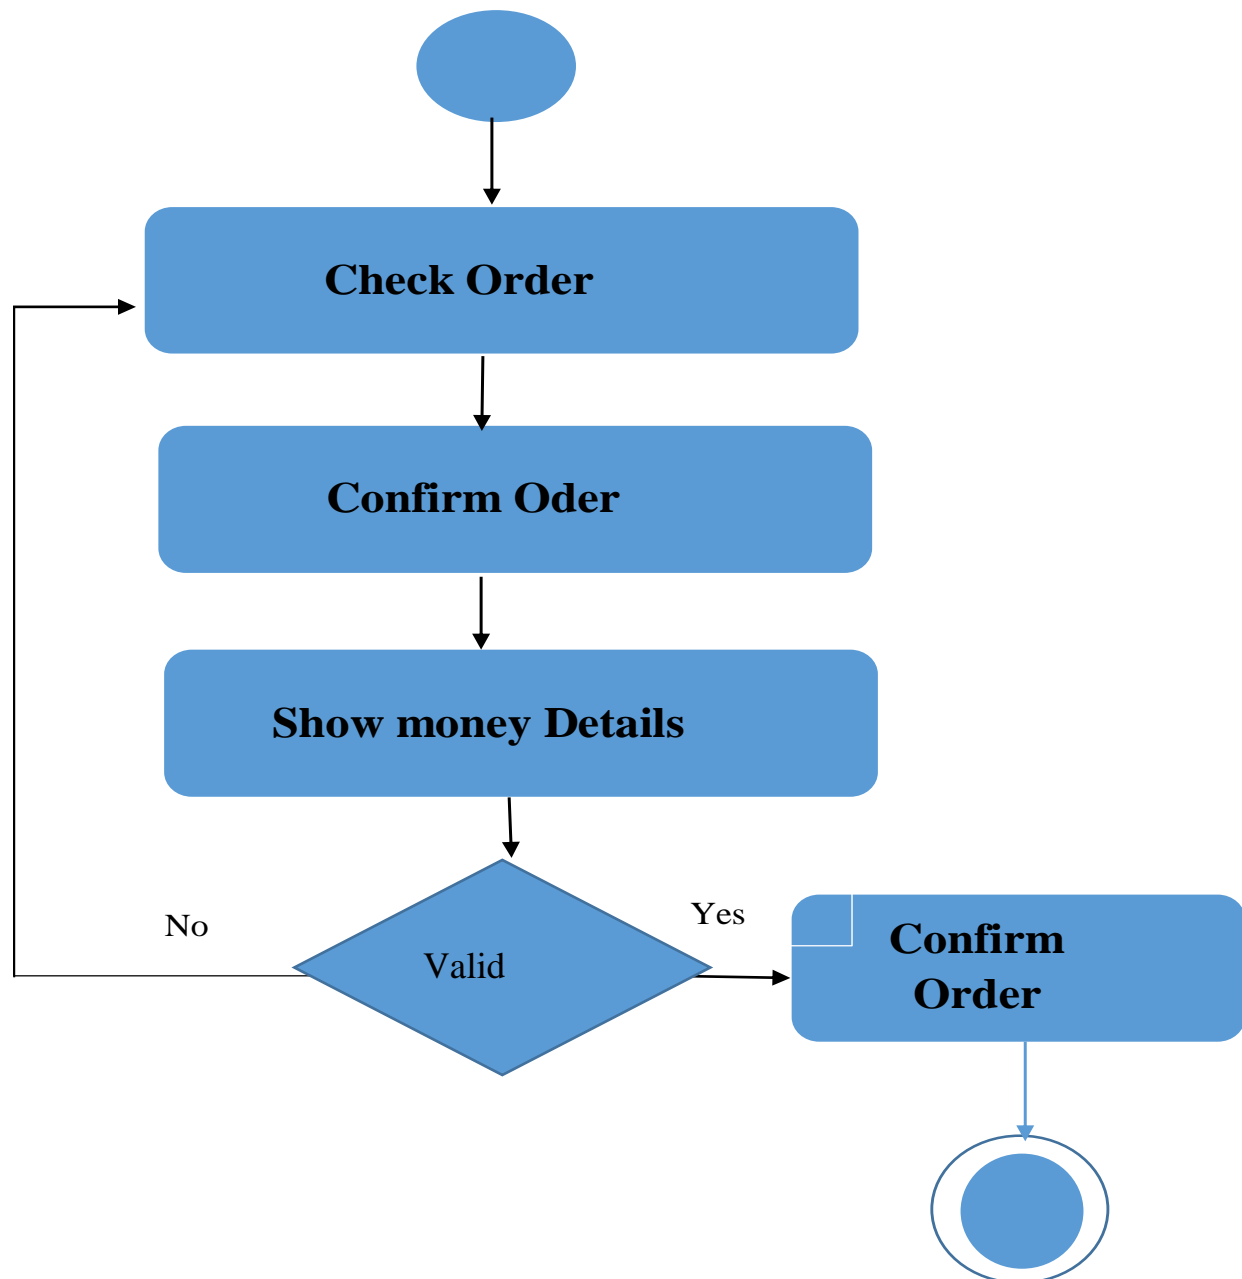 Check Order
Confirm Oder
Show money Details
No
Yes
Valid
Confirm
Order